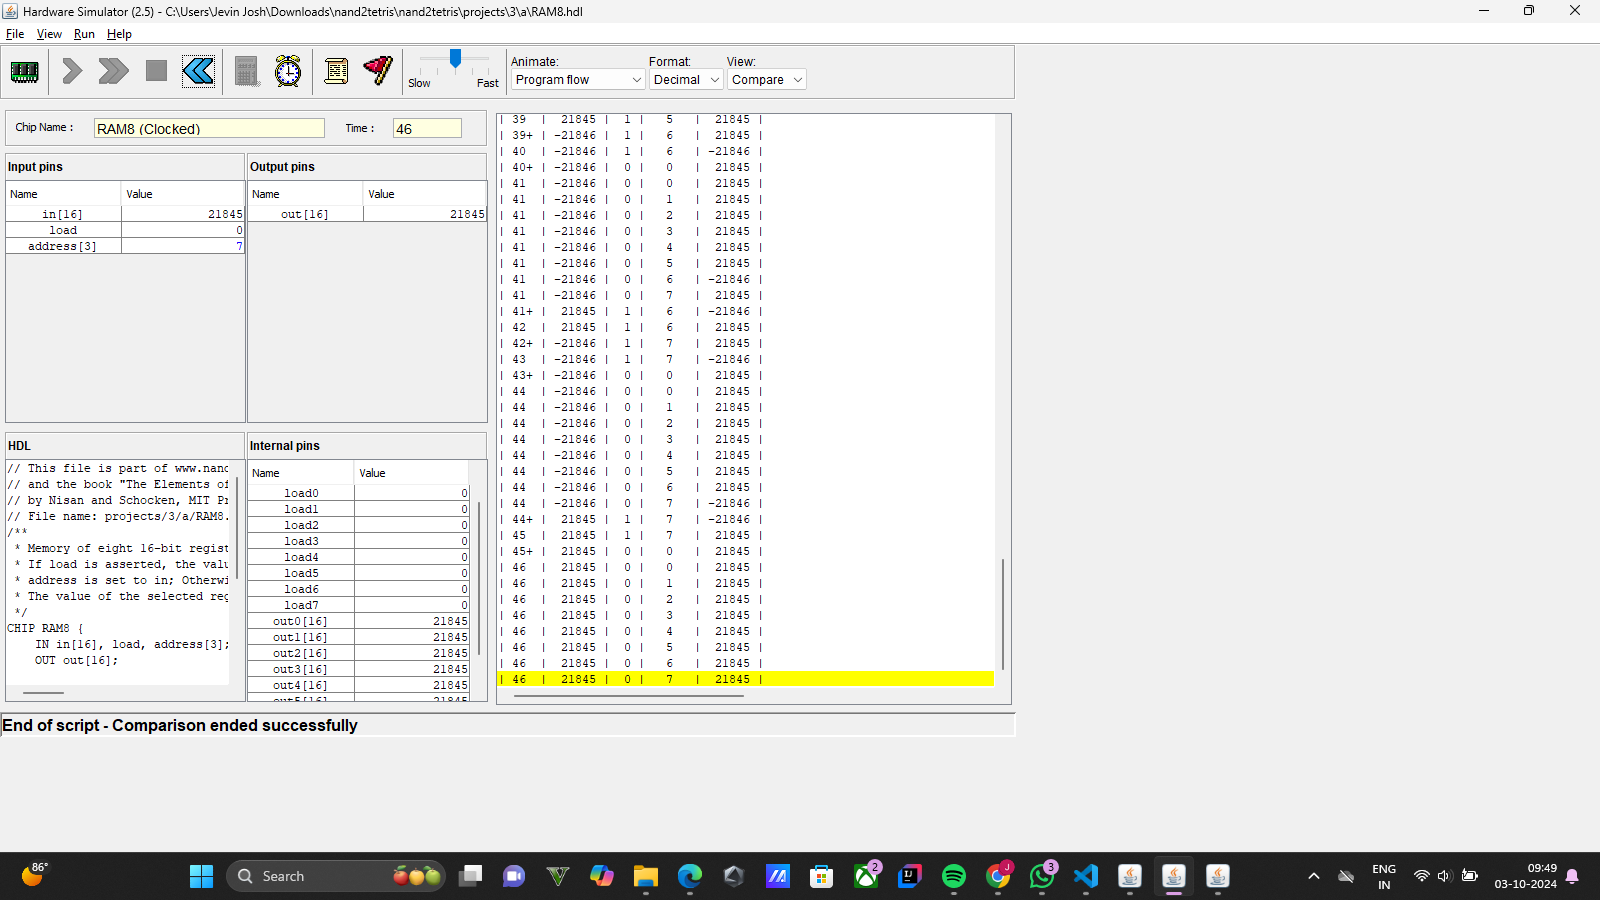 Hardware Simulator (2.5) - C:\Users\Jevin Josh\Downloads\nand2tetris\nand2tetris\projects\3\a\RAM8.hdl
File View Run Help
Slow Fast
Animate: Format: View:
Program flow Decimal Compare
Chip Name : RAM8 (Clocked) Time : 46
Input pins
Name Value
in[16] 21845
load 0
address[3] 7
Output pins
Name Value
out[16] 21845
HDL
// This file is part of www.nand
// and the book "The Elements of
// by Nisan and Schocken, MIT Pr
// File name: projects/3/a/RAM8.
/**
* Memory of eight 16-bit regist
* If load is asserted, the valu
* address is set to in; Otherwi
* The value of the selected reg
*/
CHIP RAM8 {
IN in[16], load, address[3];
OUT out[16];
Internal pins
Name Value
load0 0
load1 0
load2 0
load3 0
load4 0
load5 0
load6 0
load7 0
out0[16] 21845
out1[16] 21845
out2[16] 21845
out3[16] 21845
out4[16] 21845
out5[16] 21845
| 39 | 21845 | 1 | 5 | 21845 |
| 39+ | -21846 | 1 | 6 | 21845 |
| 40 | -21846 | 1 | 6 | -21846 |
| 40+ | -21846 | 0 | 0 | 21845 |
| 41 | -21846 | 0 | 0 | 21845 |
| 41 | -21846 | 0 | 1 | 21845 |
| 41 | -21846 | 0 | 2 | 21845 |
| 41 | -21846 | 0 | 3 | 21845 |
| 41 | -21846 | 0 | 4 | 21845 |
| 41 | -21846 | 0 | 5 | 21845 |
| 41 | -21846 | 0 | 6 | -21846 |
| 41 | -21846 | 0 | 7 | 21845 |
| 41+ | 21845 | 1 | 6 | -21846 |
| 42 | 21845 | 1 | 6 | 21845 |
| 42+ | -21846 | 1 | 7 | 21845 |
| 43 | -21846 | 1 | 7 | -21846 |
| 43+ | -21846 | 0 | 0 | 21845 |
| 44 | -21846 | 0 | 0 | 21845 |
| 44 | -21846 | 0 | 1 | 21845 |
| 44 | -21846 | 0 | 2 | 21845 |
| 44 | -21846 | 0 | 3 | 21845 |
| 44 | -21846 | 0 | 4 | 21845 |
| 44 | -21846 | 0 | 5 | 21845 |
| 44 | -21846 | 0 | 6 | 21845 |
| 44 | -21846 | 0 | 7 | -21846 |
| 44+ | 21845 | 1 | 7 | -21846 |
| 45 | 21845 | 1 | 7 | 21845 |
| 45+ | 21845 | 0 | 0 | 21845 |
| 46 | 21845 | 0 | 0 | 21845 |
| 46 | 21845 | 0 | 1 | 21845 |
| 46 | 21845 | 0 | 2 | 21845 |
| 46 | 21845 | 0 | 3 | 21845 |
| 46 | 21845 | 0 | 4 | 21845 |
| 46 | 21845 | 0 | 5 | 21845 |
| 46 | 21845 | 0 | 6 | 21845 |
| 46 | 21845 | 0 | 7 | 21845 |
End of script - Comparison ended successfully
86°
Search
2
J
3
ENG
IN
09:49
03-10-2024